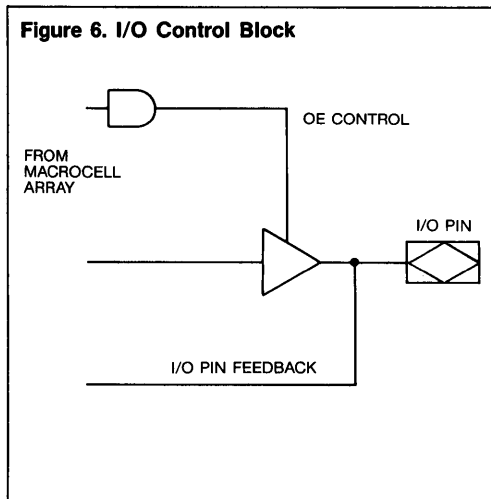 Figure 6. I/O Control Block
OE CONTROL
FROM
MACROCELL
ARRAY
I/O PIN
I/O PIN FEEDBACK